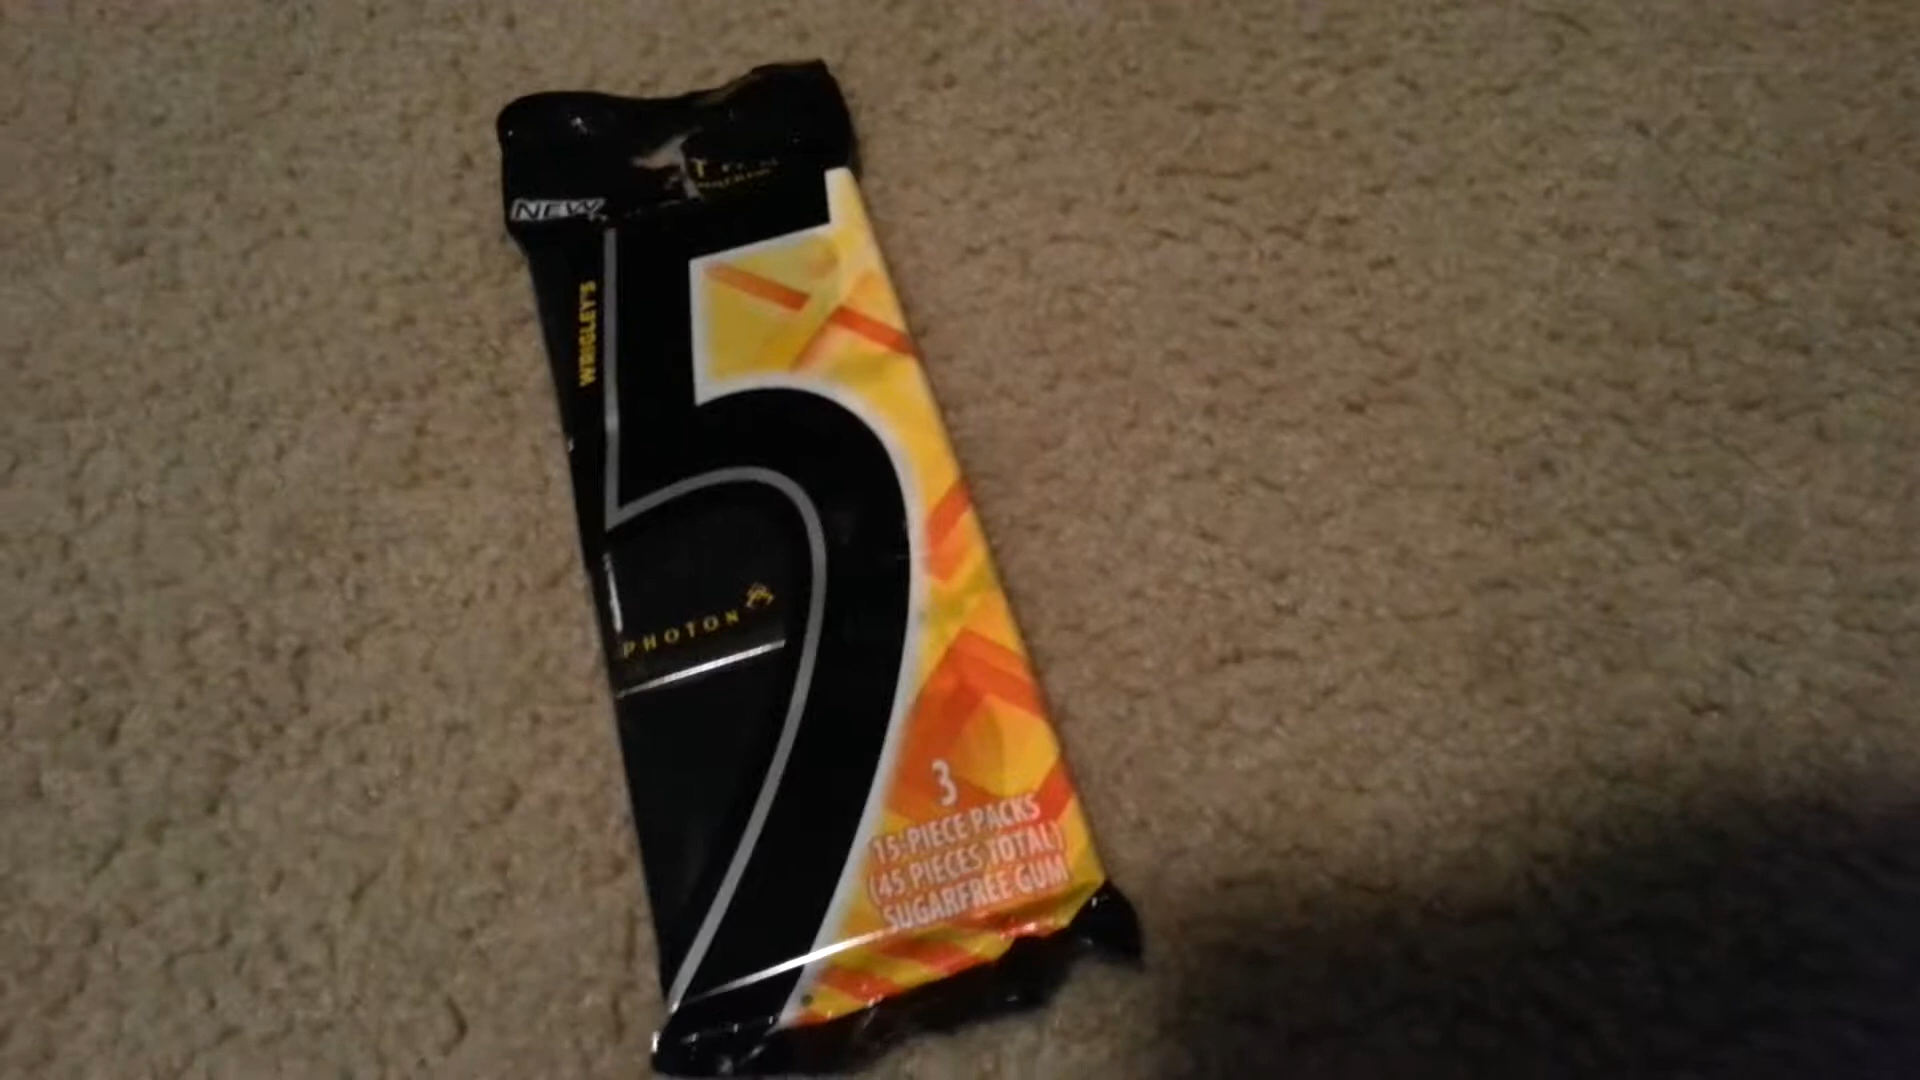 NEW
WRIGLEY'S
5
PHOTON
3
15-PIECE PACKS
(45 PIECES TOTAL)
SUGARFREE GUM